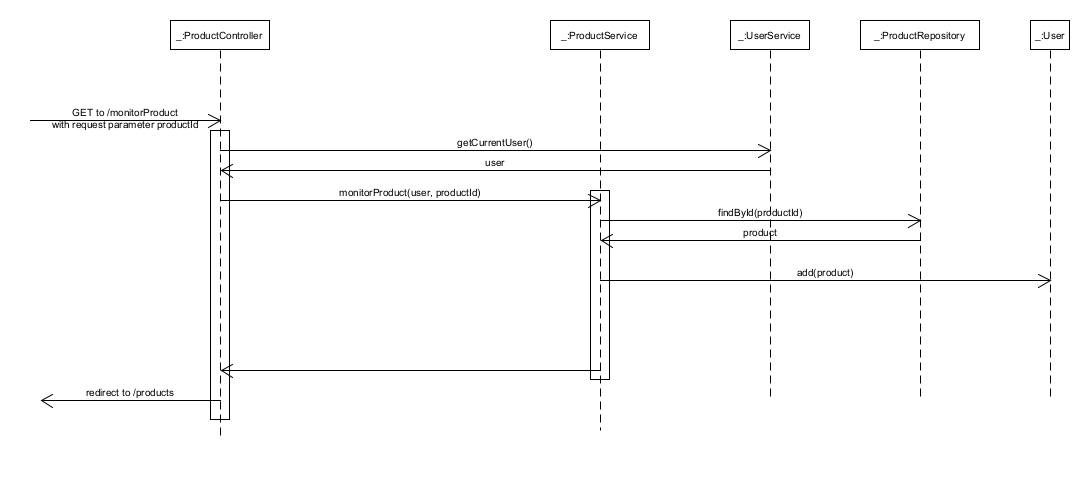 _:ProductController
_:ProductService
_:UserService
_:ProductRepository
_:User
GET to /monitorProduct
with request parameter productId
getCurrentUser()
user
monitorProduct(user, productId)
findById(productId)
product
add(product)
redirect to /products